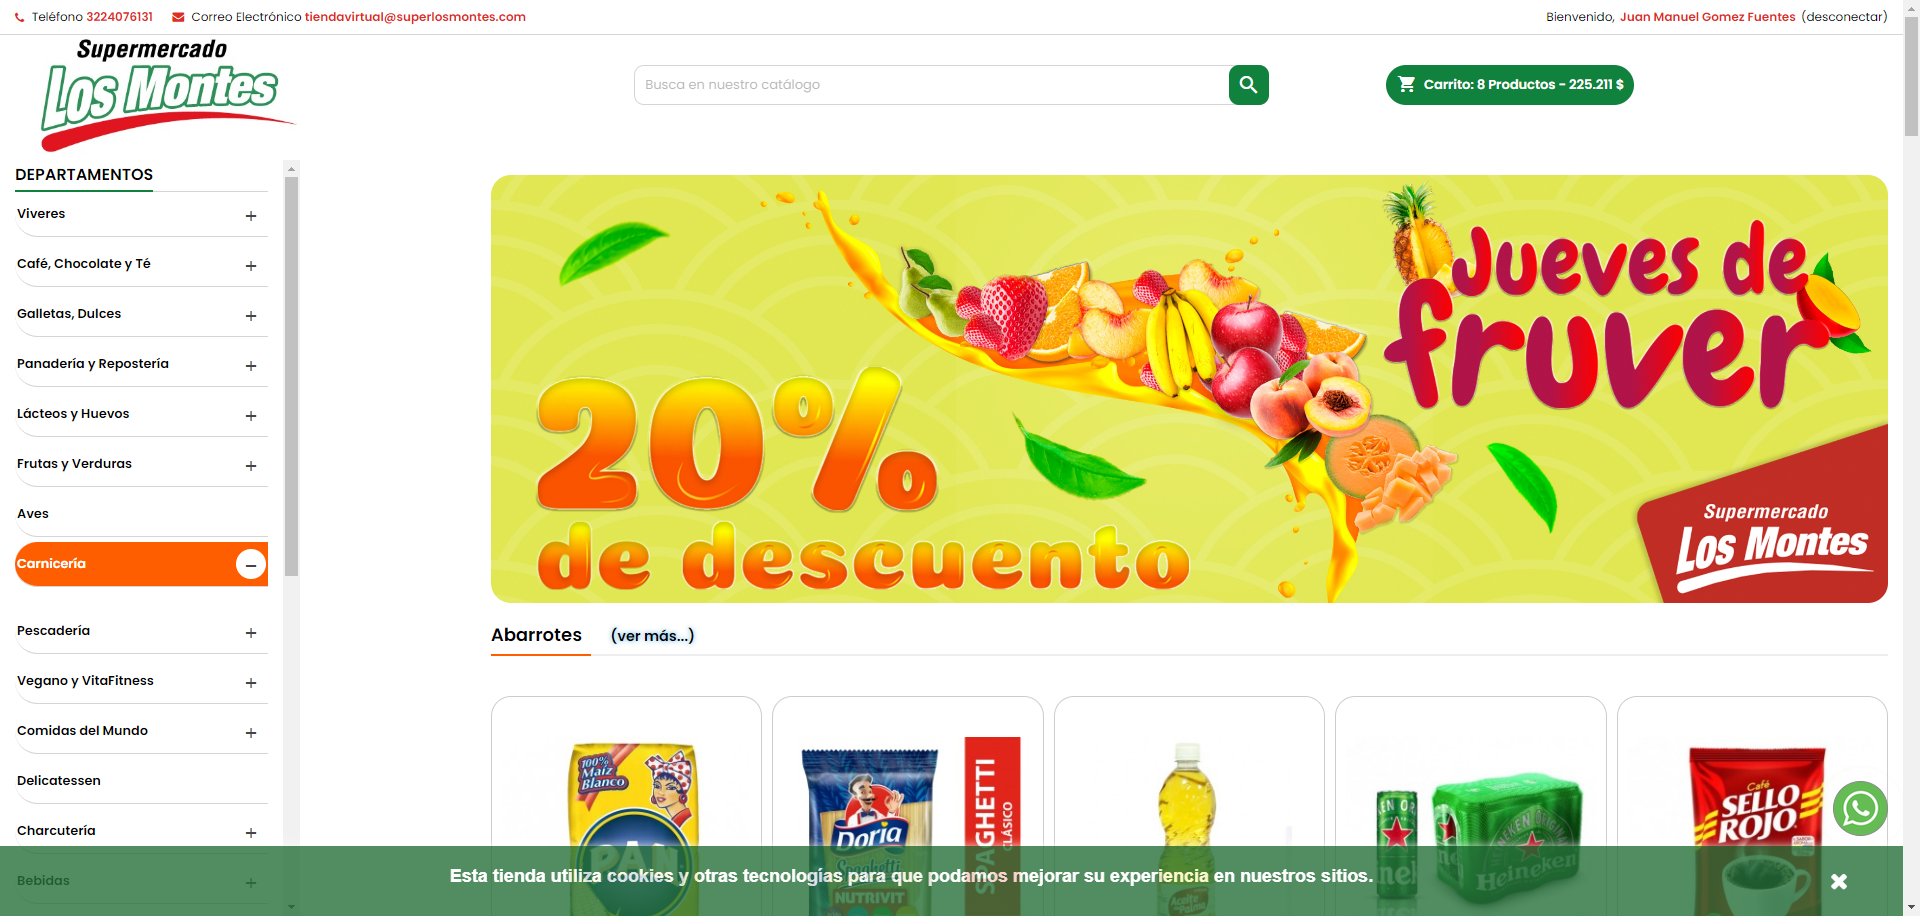 Teléfono 3224076131 Correo Electrónico tiendavirtual@superlosmontes.com
Bienvenido, Juan Manuel Gomez Fuentes (desconectar)
Supermercado
Los Montes
Busca en nuestro catálogo
Carrito: 8 Productos - 225.211 $
DEPARTAMENTOS
Viveres
Café, Chocolate y Té
Galletas, Dulces
Panadería y Repostería
Lácteos y Huevos
Frutas y Verduras
Aves
Carnicería
Pescadería
Vegano y VitaFitness
Comidas del Mundo
Delicatessen
Charcutería
Bebidas
Jueves de
fruver
20%
de descuento
Supermercado
Los Montes
Abarrotes (ver más...)
100%
Maíz
Blanco
PAN
Doria
Spaghetti
NUTRIVIT
SPAGHETTI
CLÁSICO
Aceite
de Palma
Heineken
Café
SELLO
ROJO
Esta tienda utiliza cookies y otras tecnologías para que podamos mejorar su experiencia en nuestros sitios.